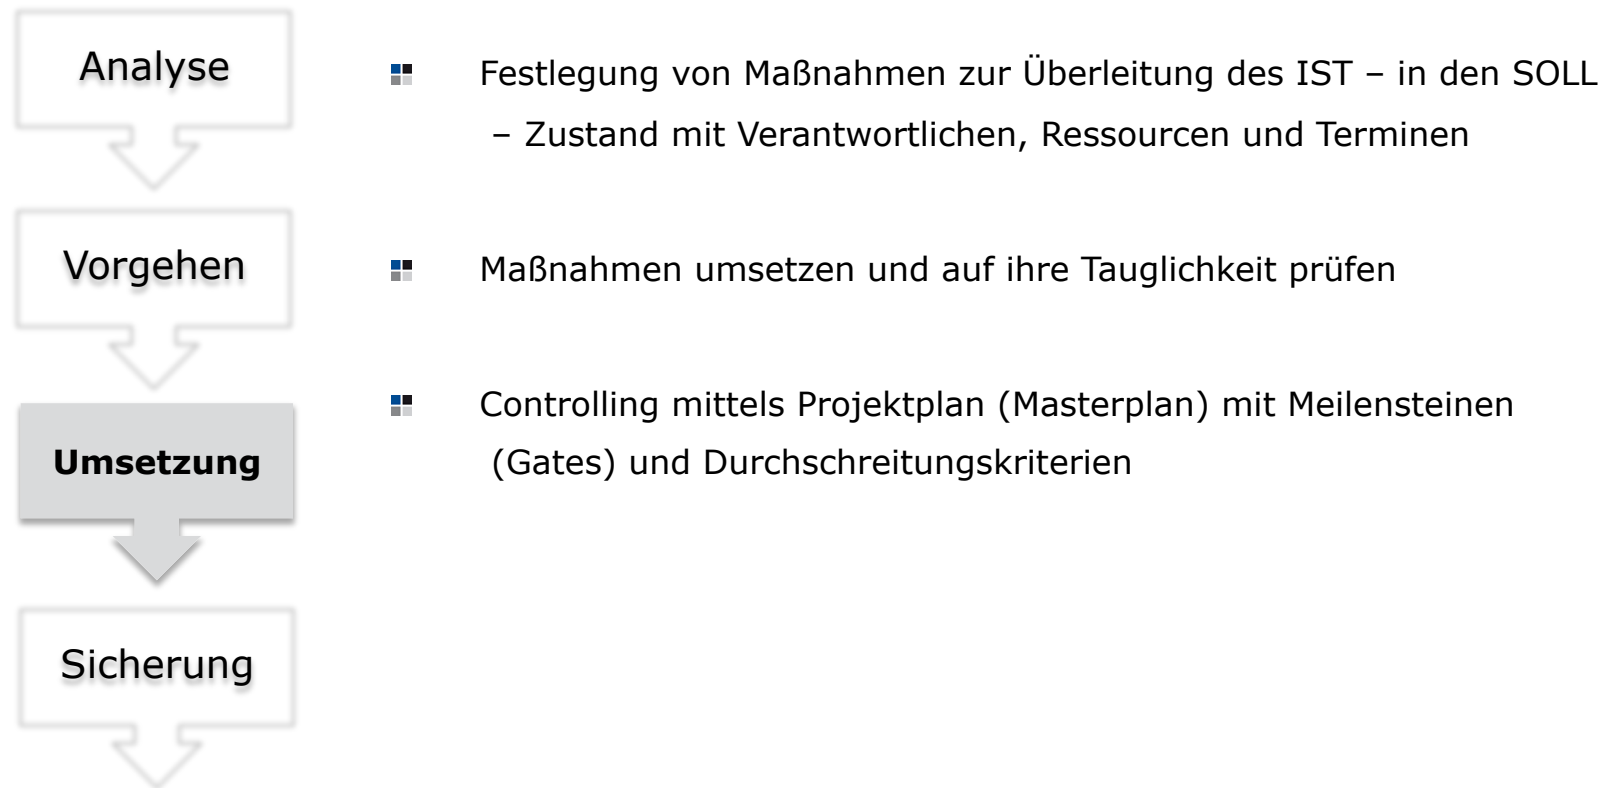 Analyse
Festlegung von Maßnahmen zur Überleitung des IST – in den SOLL
– Zustand mit Verantwortlichen, Ressourcen und Terminen
Vorgehen
Maßnahmen umsetzen und auf ihre Tauglichkeit prüfen
Controlling mittels Projektplan (Masterplan) mit Meilensteinen
(Gates) und Durchschreitungskriterien
Umsetzung
Sicherung